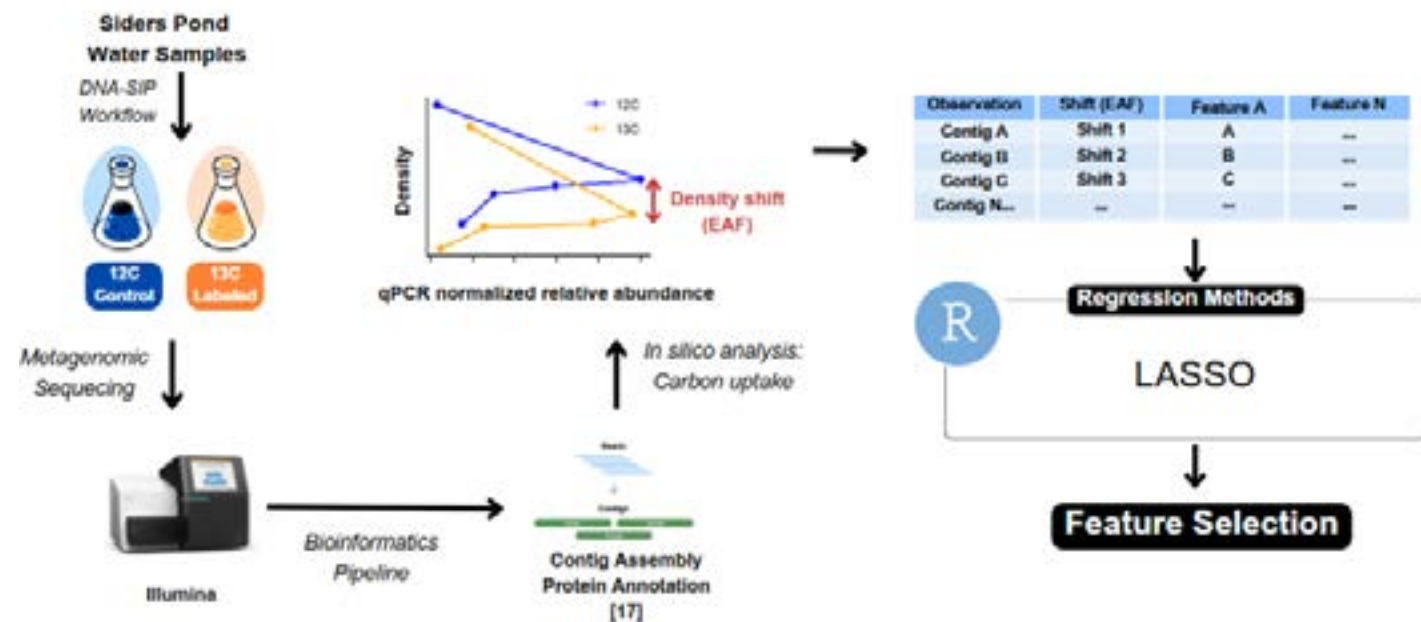 Siders Pond
Water Samples
DNA-SIP
Workflow
12C
Control
13C
Labeled
Metagenomic
Sequecing
Illumina
Bioinformatics
Pipeline
Reads
Contigs
Contig Assembly
Protein Annotation
[17]
In silico analysis:
Carbon uptake
Density
12C
13C
Density shift
(EAF)
qPCR normalized relative abundance
Observation Shift (EAF) Feature A Feature N
Contig A Shift 1 A ...
Contig B Shift 2 B ...
Contig C Shift 3 C ...
Contig N... ... ... ...
R
Regression Methods
LASSO
Feature Selection